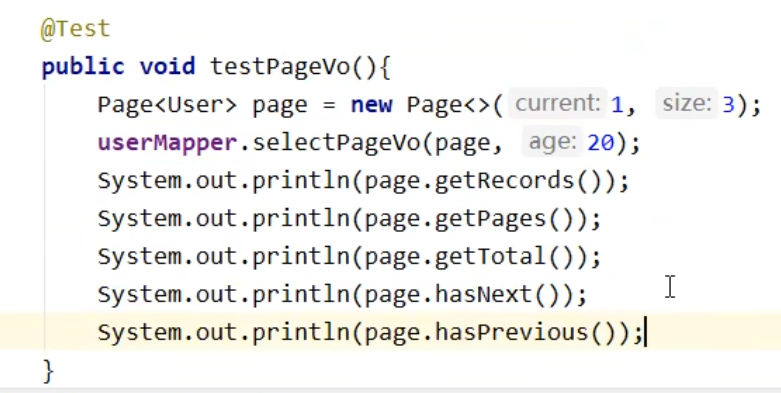 @Test
public void testPageVo(){
Page<User> page = new Page<>( current: 1, size: 3);
userMapper.selectPageVo(page, age: 20);
System.out.println(page.getRecords());
System.out.println(page.getPages());
System.out.println(page.getTotal());
System.out.println(page.hasNext());
System.out.println(page.hasPrevious());
}